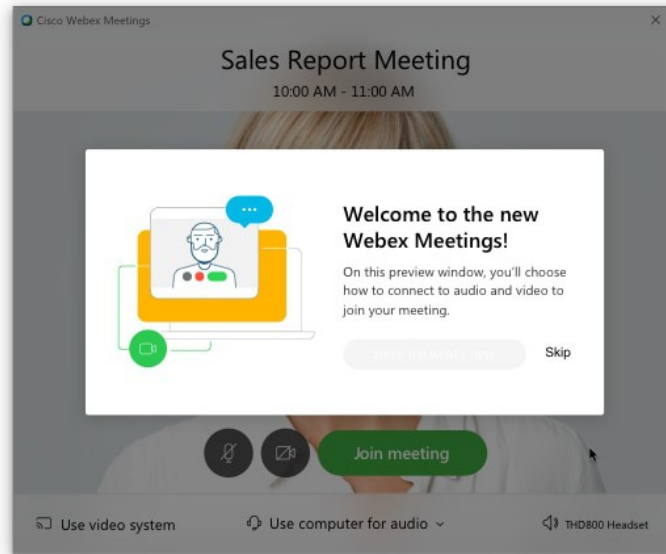 Cisco Webex Meetings
Sales Report Meeting
10:00 AM - 11:00 AM
Welcome to the new
Webex Meetings!
On this preview window, you'll choose
how to connect to audio and video to
join your meeting.
Skip
Join meeting
Use video system
Use computer for audio
THD800 Headset